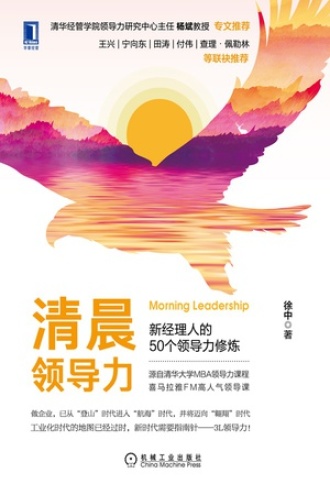 清华经管学院领导力研究中心主任 杨斌教授 专文推荐
王兴|宁向东|田涛|付伟|查理·佩勒林
等联袂推荐
清晨
领导力
Morning Leadership
新经理人的
50个领导力修炼
徐中◎著
源自清华大学MBA领导力课程
喜马拉雅FM高人气领导课
做企业，已从“登山”时代进入“航海”时代，并将迈向“翱翔”时代
工业化时代的地图已经过时，新时代需要指南针——3L领导力！
机械工业出版社
China Machine Press